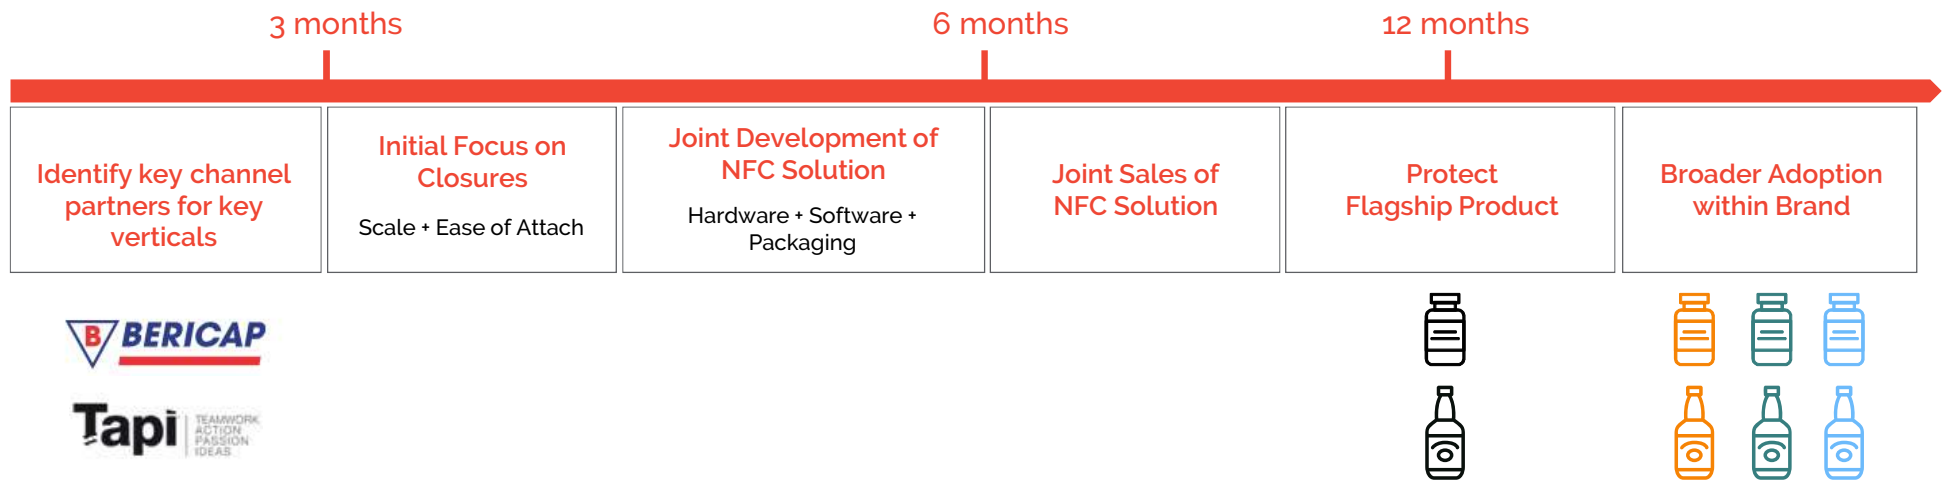 3 months
6 months
12 months
Identify key channel
partners for key
verticals
Initial Focus on
Closures
Scale + Ease of Attach
Joint Development of
NFC Solution
Hardware + Software +
Packaging
Joint Sales of
NFC Solution
Protect
Flagship Product
Broader Adoption
within Brand
B BERICAP
Tapì
TEAMWORK
ACTION
PASSION
IDEAS